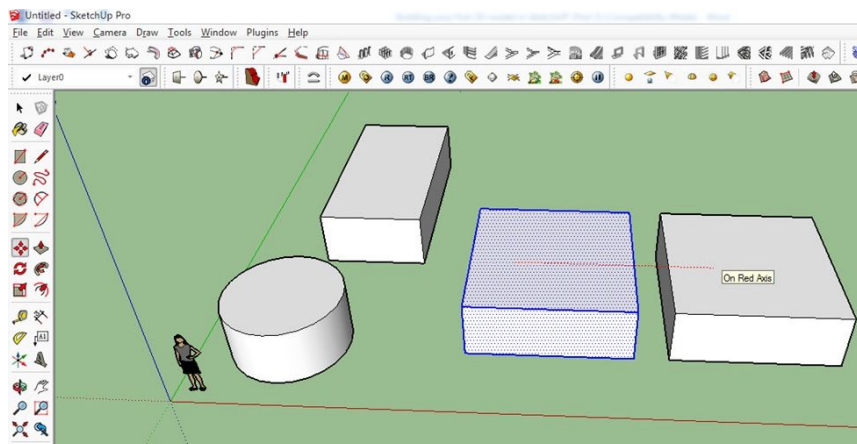 Untitled - SketchUp Pro
File Edit View Camera Draw Tools Window Plugins Help
Layer0
On Red Axis